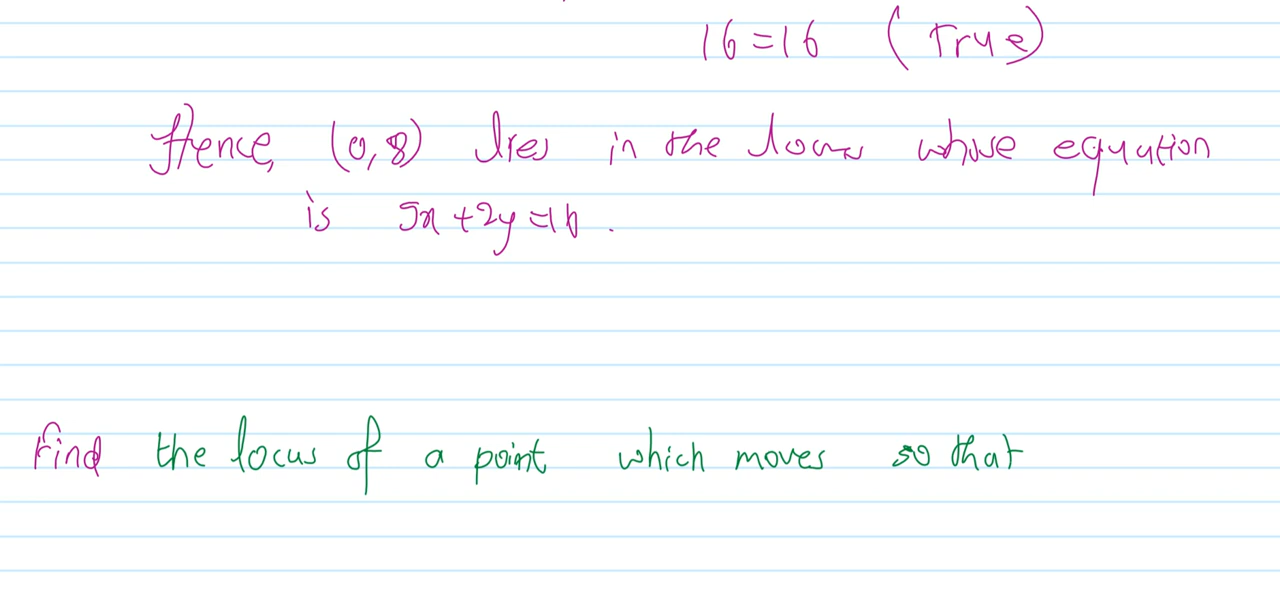 16=16 (True)
Hence, (0,8) lies in the locus whose equation
is 5x+2y=16.
Find the locus of a point which moves so that